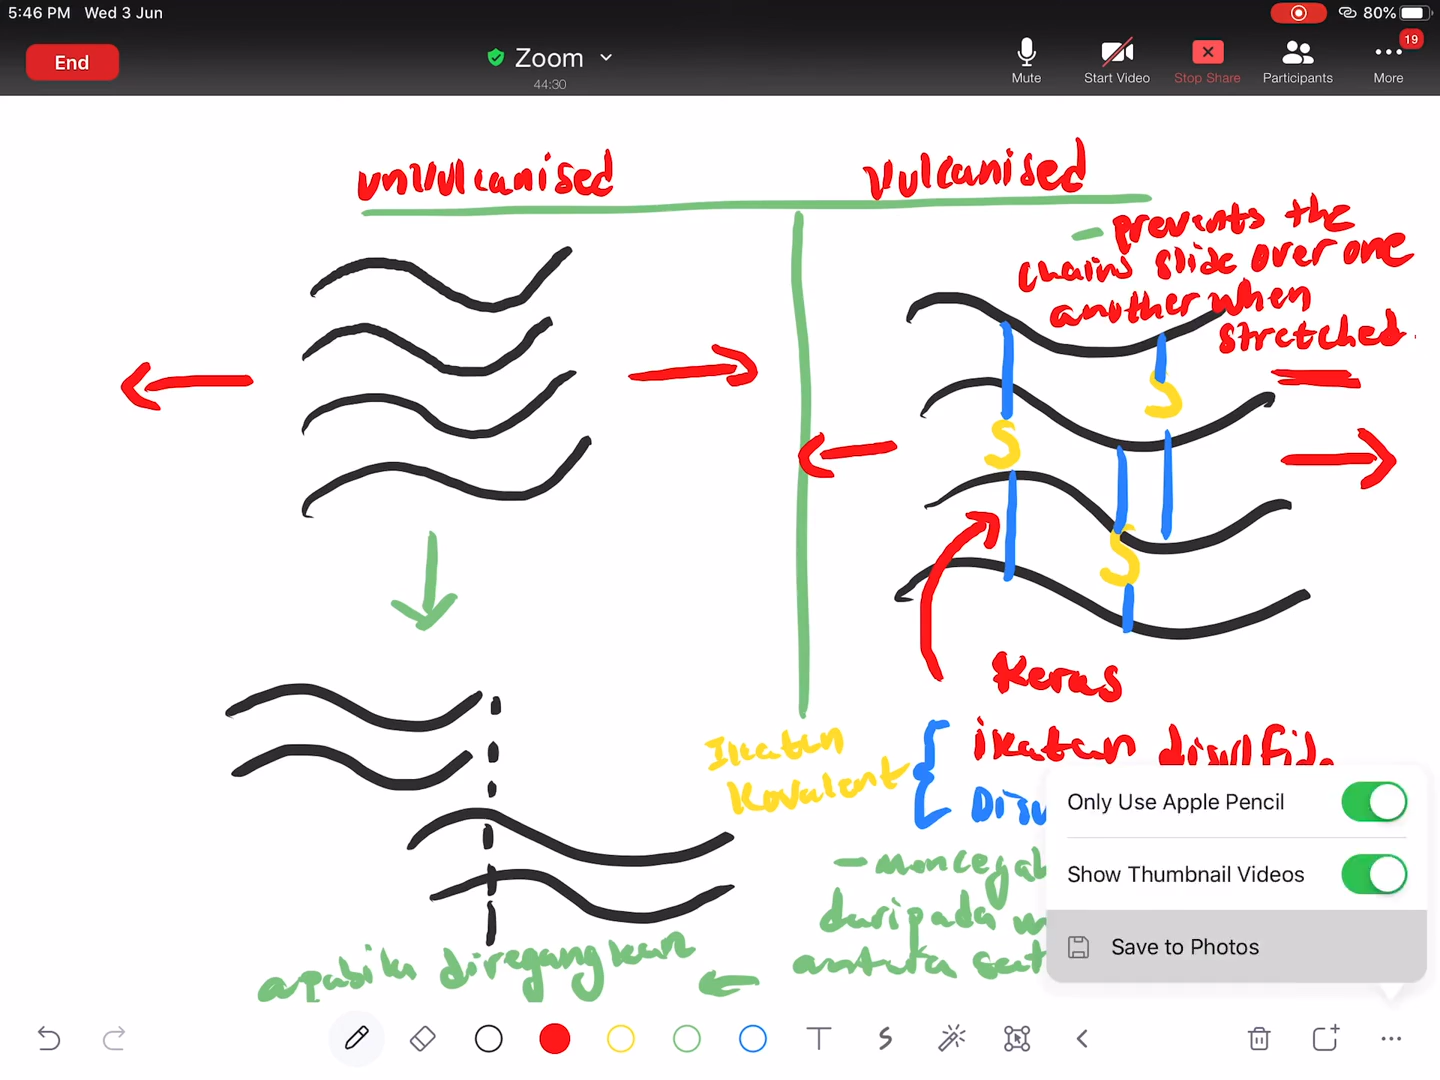 5:46 PM Wed 3 Jun
80%
End
Zoom
44:30
Mute
Start Video
Stop Share
Participants
19
More
unvulcanised
Vulcanised
- prevents the
chains slide over one
another when
stretched.
S
S
S
Keras
Ikatan
Kovalent
ikatan disulfida
- mencegah
daripada
antara
apabila diregangkan
Only Use Apple Pencil
Show Thumbnail Videos
Save to Photos
T